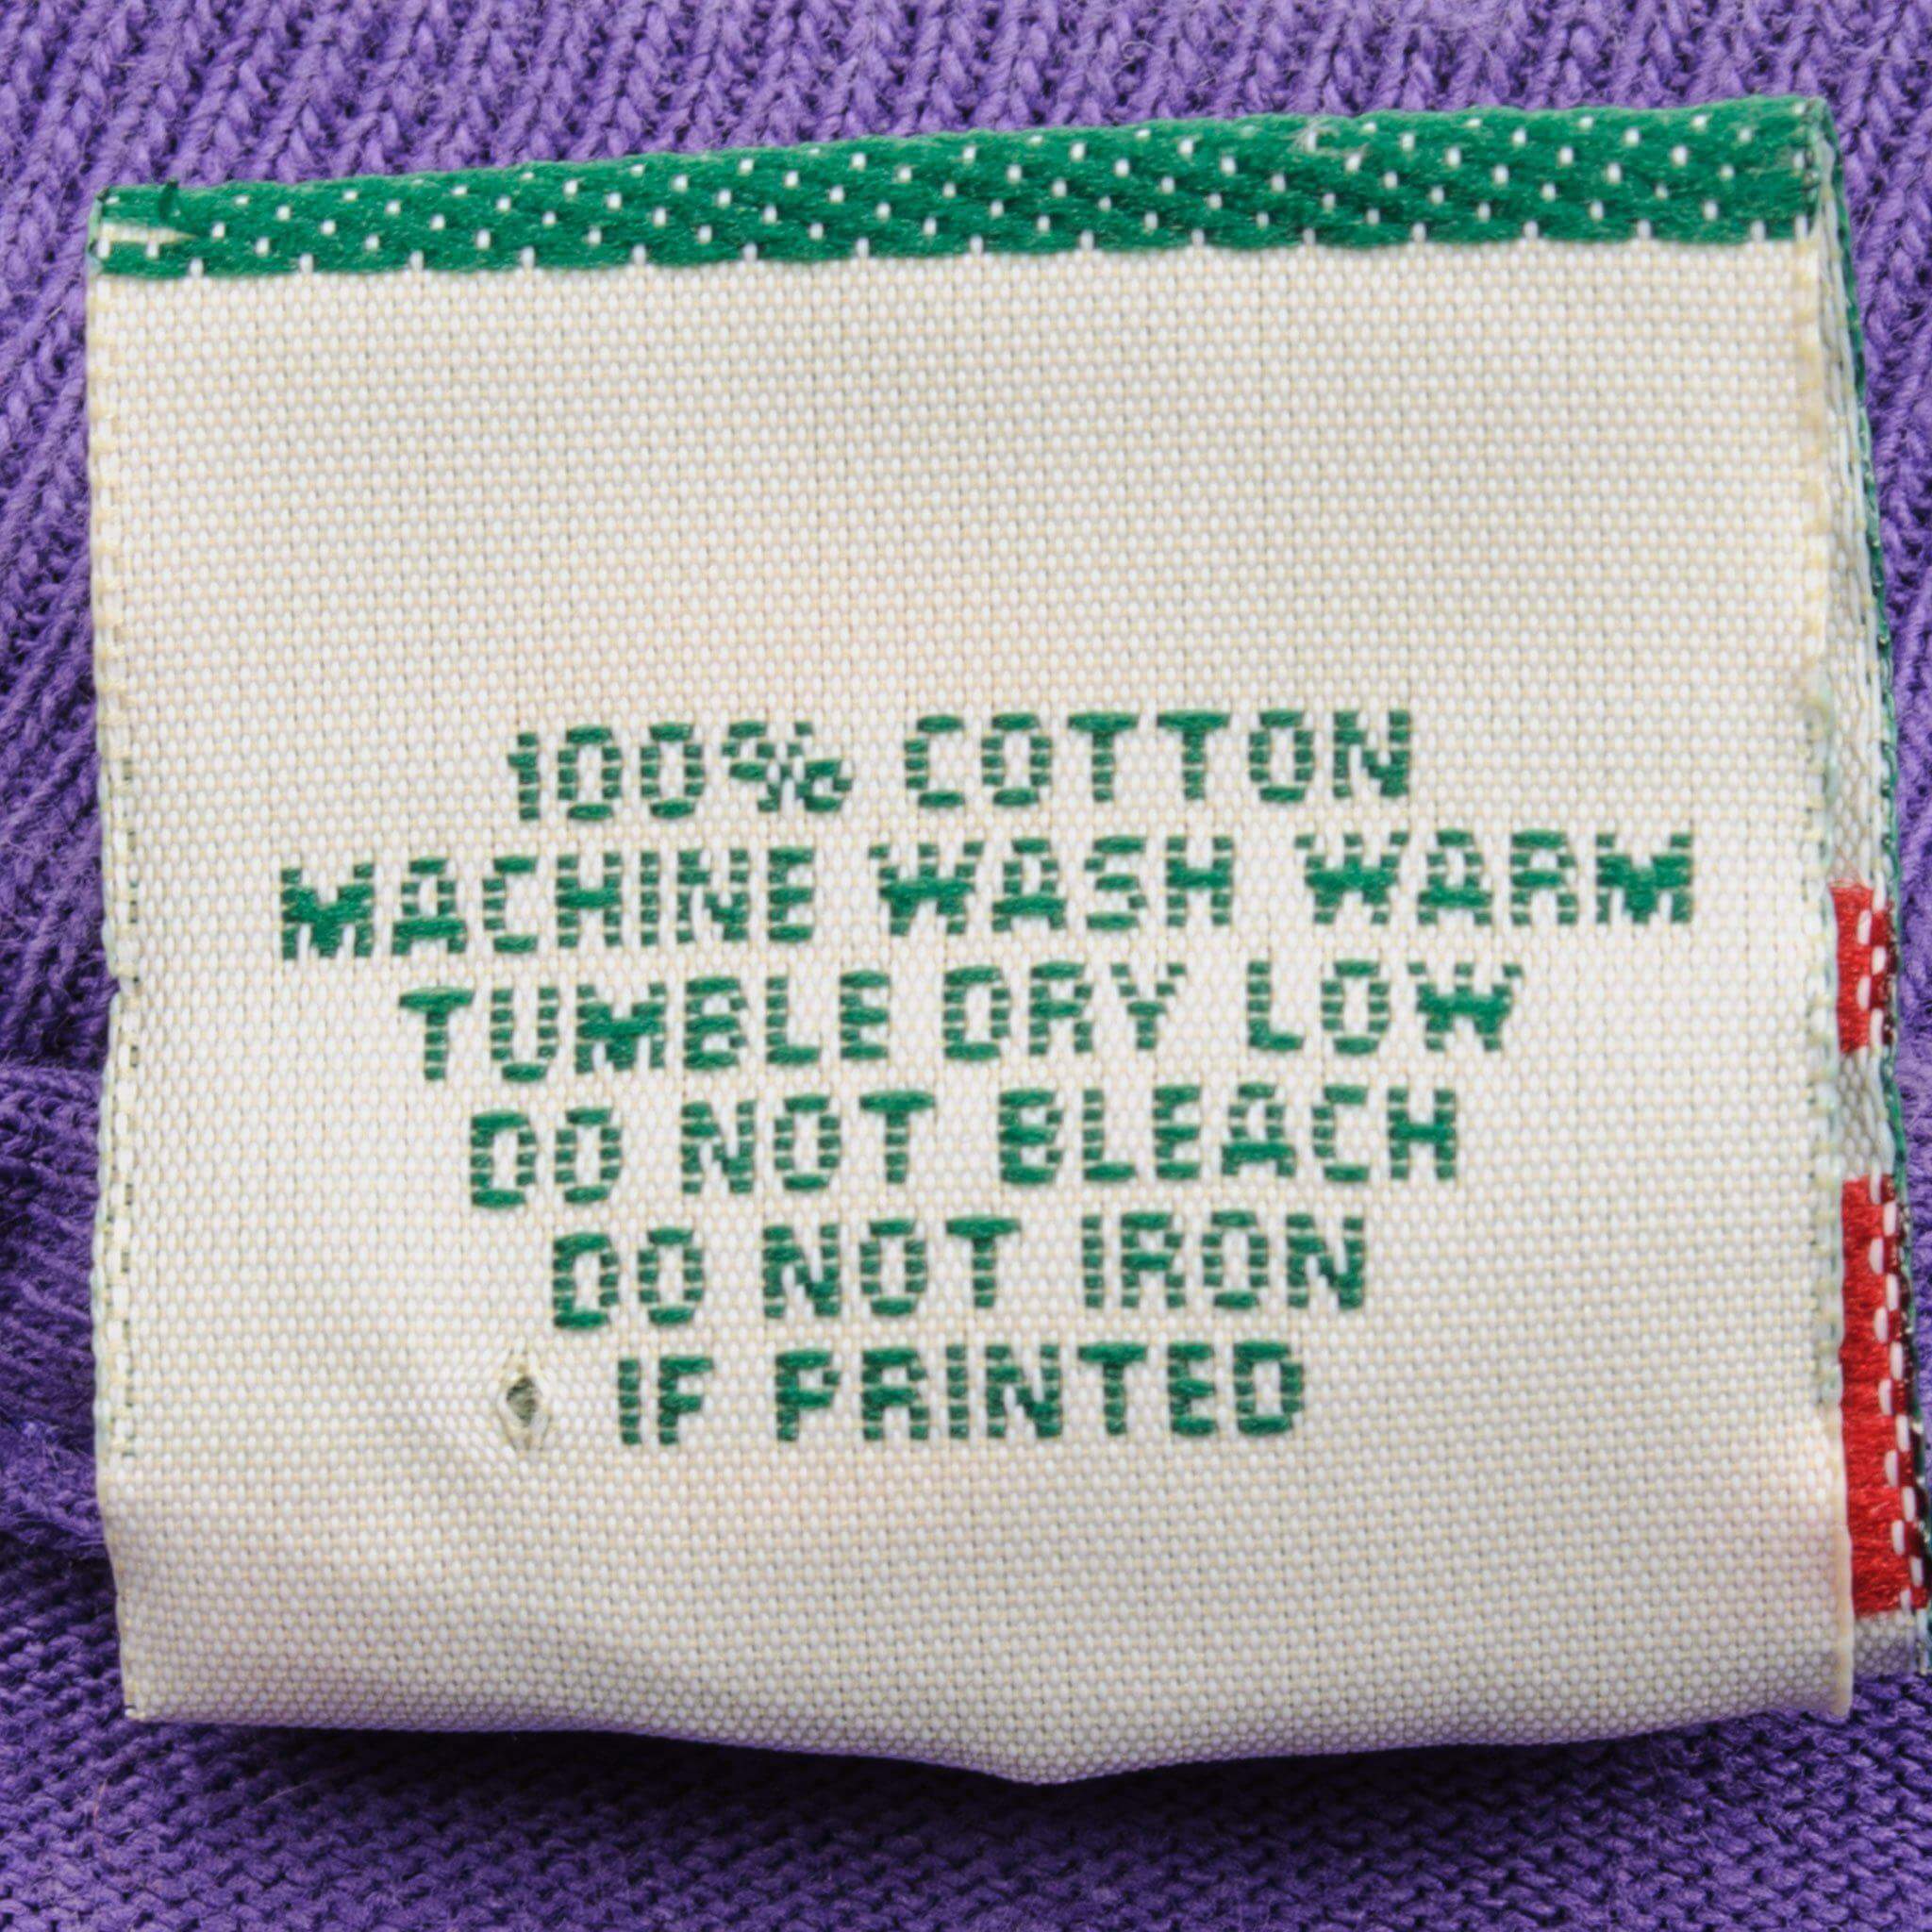 100% COTTON
MACHINE WASH WARM
TUMBLE DRY LOW
DO NOT BLEACH
DO NOT IRON
IF PRINTED